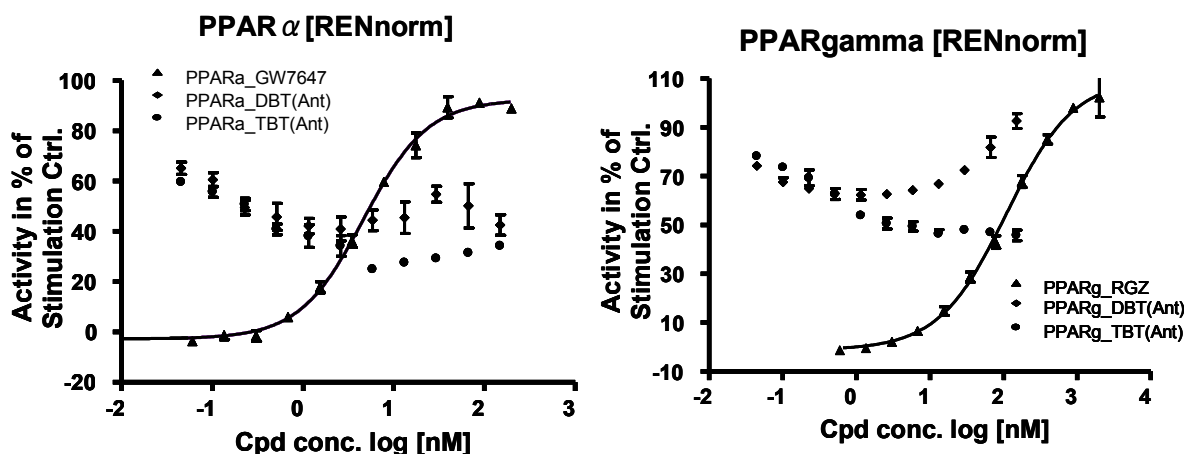 PPAR α [RENnorm]
PPARa_GW7647
PPARa_DBT(Ant)
PPARa_TBT(Ant)
Activity in % of
Stimulation Ctrl.
100
80
60
40
20
0
-20
-2
-1
0
1
2
3
Cpd conc. log [nM]
PPARgamma [RENnorm]
Activity in % of
Stimulation Ctrl.
110
90
70
50
30
10
-10
PPARg_RGZ
PPARg_DBT(Ant)
PPARg_TBT(Ant)
-2
-1
0
1
2
3
4
Cpd conc. log [nM]